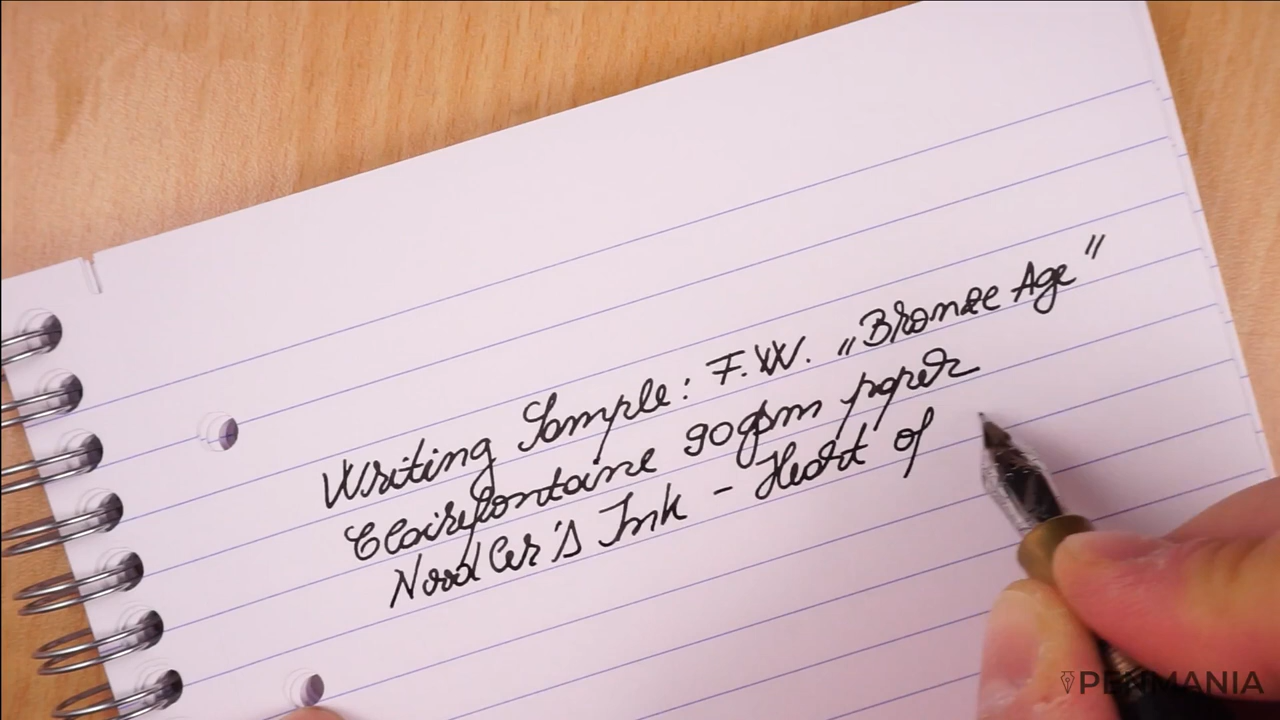 Writing Sample: F.W. „Bronze Age"
Clairefontaine 90gsm paper
Noodler's Ink - Heart of
PENMANIA